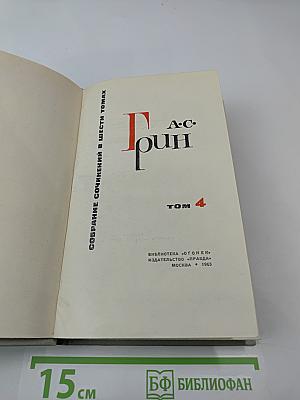 СОБРАНИЕ СОЧИНЕНИЙ В ШЕСТИ ТОМАХ
А·С·
Грин
ТОМ 4
БИБЛИОТЕКА «ОГОНЕК»
ИЗДАТЕЛЬСТВО «ПРАВДА»
МОСКВА • 1965
15 см
БФ БИБЛИОФАН